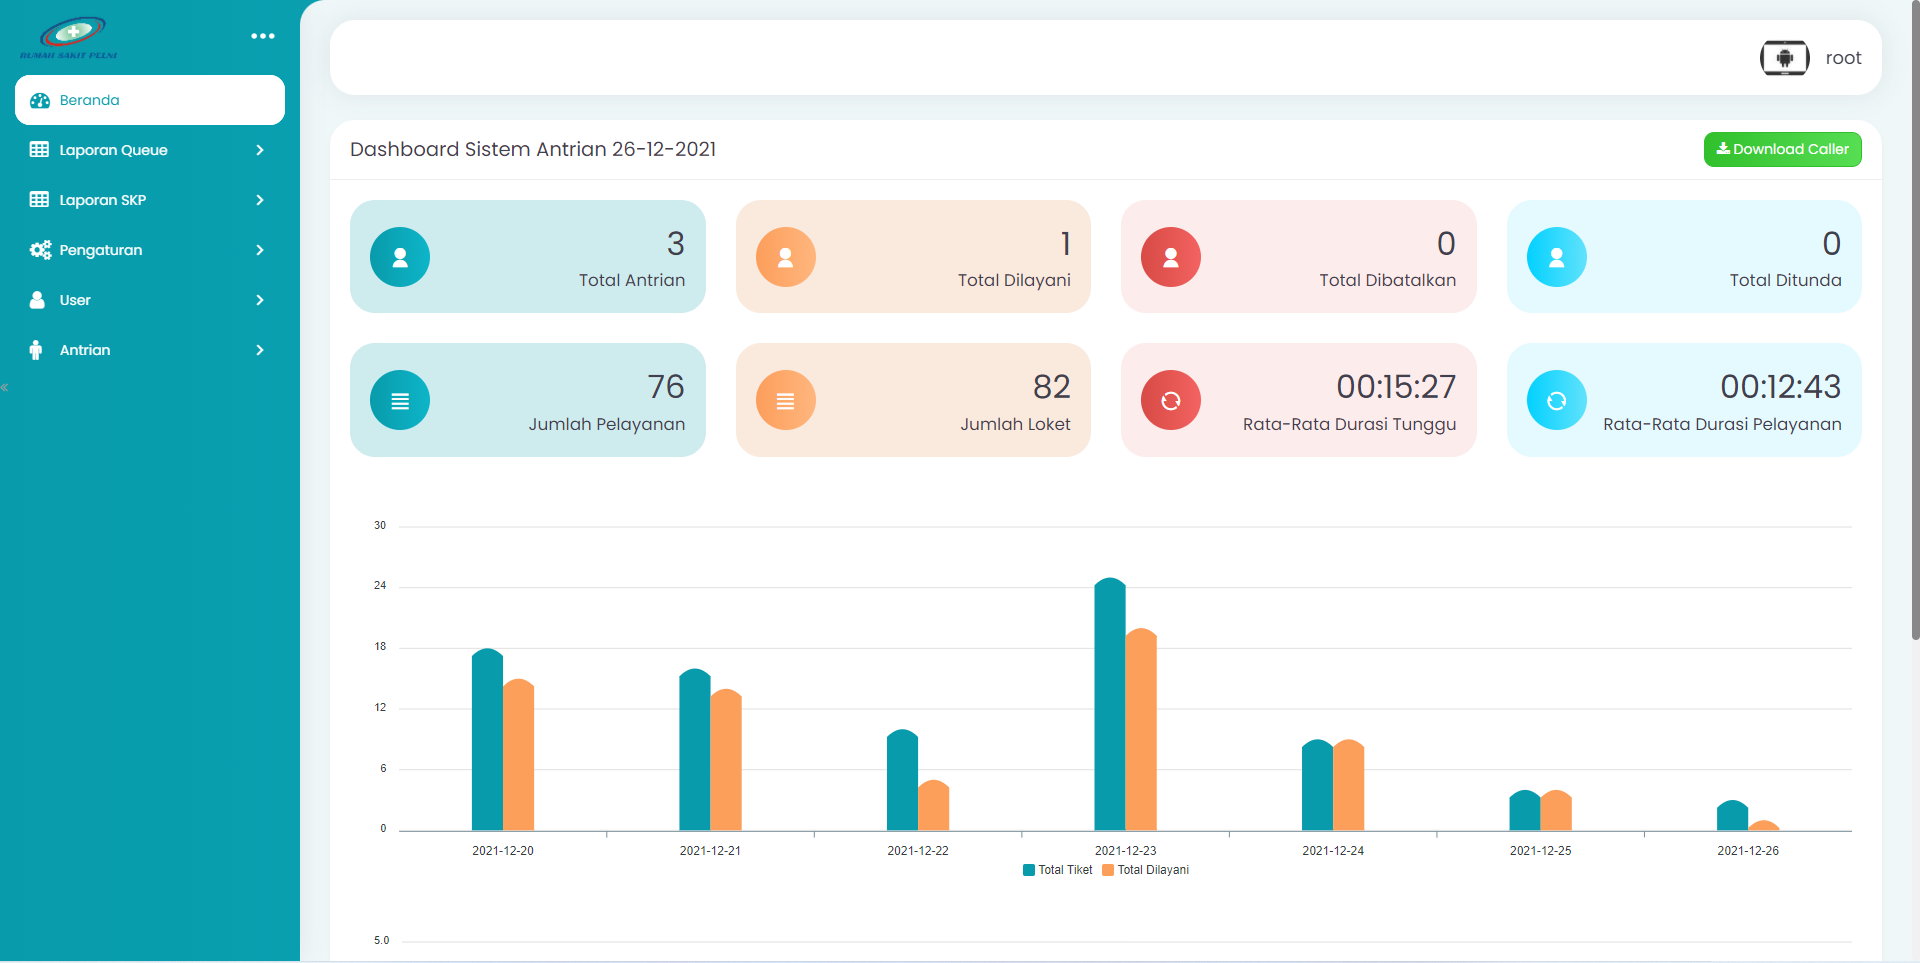 RUMAH SAKIT PELNI
Beranda
Laporan Queue
Laporan SKP
Pengaturan
User
Antrian
root
Dashboard Sistem Antrian 26-12-2021
Download Caller
3
Total Antrian
1
Total Dilayani
0
Total Dibatalkan
0
Total Ditunda
76
Jumlah Pelayanan
82
Jumlah Loket
00:15:27
Rata-Rata Durasi Tunggu
00:12:43
Rata-Rata Durasi Pelayanan
30
24
18
12
6
0
2021-12-20
2021-12-21
2021-12-22
2021-12-23
2021-12-24
2021-12-25
2021-12-26
Total Tiket
Total Dilayani
5.0